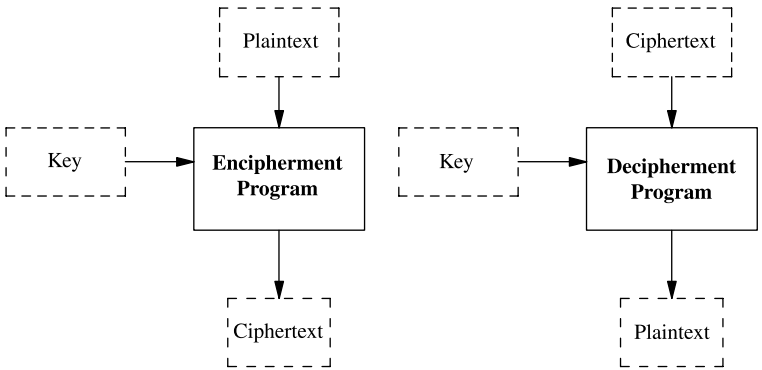 Plaintext
Key
Encipherment
Program
Ciphertext
Ciphertext
Key
Decipherment
Program
Plaintext